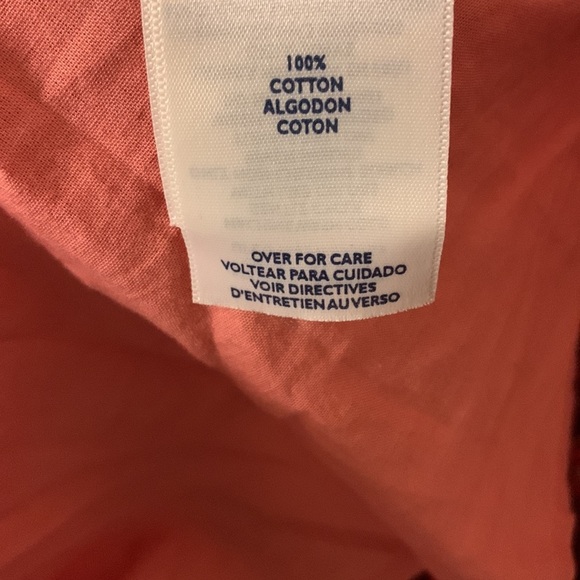 100%
COTTON
ALGODON
COTON
OVER FOR CARE
VOLTEAR PARA CUIDADO
VOIR DIRECTIVES
D'ENTRETIEN AU VERSO